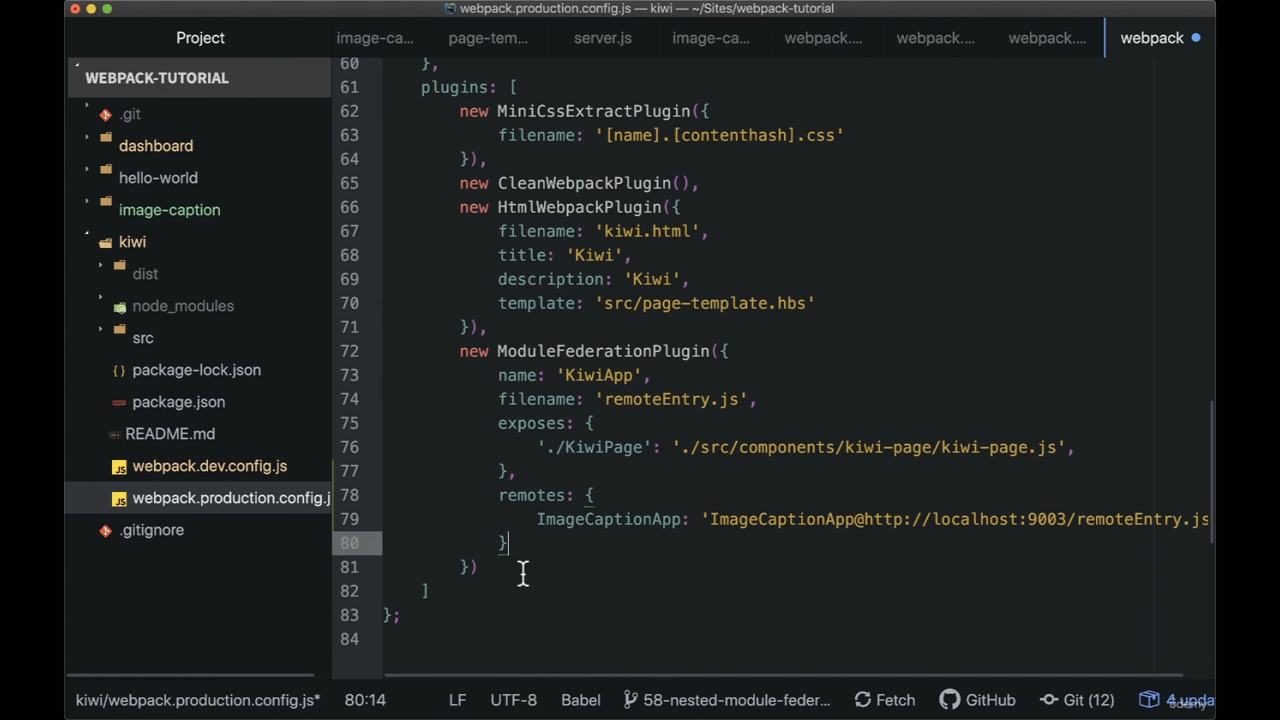 webpack.production.config.js — kiwi — ~/Sites/webpack-tutorial
Project
image-ca...
page-tem...
server.js
image-ca...
webpack....
webpack....
webpack....
webpack
WEBPACK-TUTORIAL
.git
dashboard
hello-world
image-caption
kiwi
dist
node_modules
src
package-lock.json
package.json
README.md
webpack.dev.config.js
webpack.production.config.j
.gitignore
60 },
61 plugins: [
62 new MiniCssExtractPlugin({
63 filename: '[name].[contenthash].css'
64 }),
65 new CleanWebpackPlugin(),
66 new HtmlWebpackPlugin({
67 filename: 'kiwi.html',
68 title: 'Kiwi',
69 description: 'Kiwi',
70 template: 'src/page-template.hbs'
71 }),
72 new ModuleFederationPlugin({
73 name: 'KiwiApp',
74 filename: 'remoteEntry.js',
75 exposes: {
76 './KiwiPage': './src/components/kiwi-page/kiwi-page.js',
77 },
78 remotes: {
79 ImageCaptionApp: 'ImageCaptionApp@http://localhost:9003/remoteEntry.js
80 }
81 })
82 ]
83 };
84
kiwi/webpack.production.config.js* 80:14 LF UTF-8 Babel 58-nested-module-feder... Fetch GitHub Git (12)